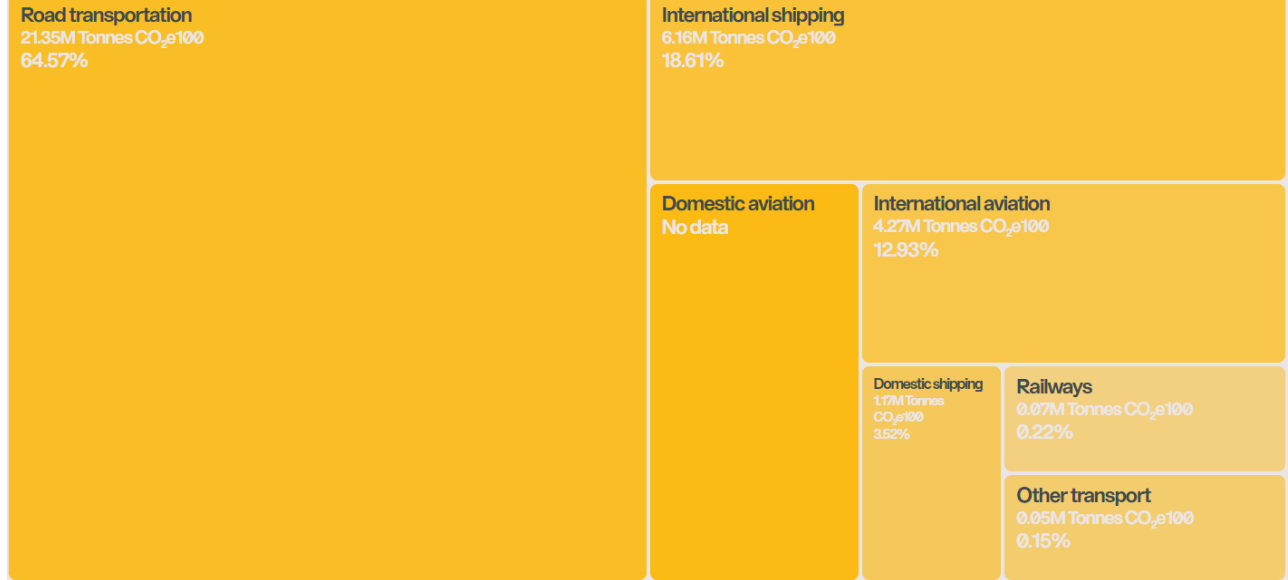 Road transportation
21.35M Tonnes CO₂e100
64.57%
International shipping
6.16M Tonnes CO₂e100
18.61%
Domestic aviation
No data
International aviation
4.27M Tonnes CO₂e100
12.93%
Domestic shipping
1.17M Tonnes
CO₂e100
3.52%
Railways
0.07M Tonnes CO₂e100
0.22%
Other transport
0.05M Tonnes CO₂e100
0.15%